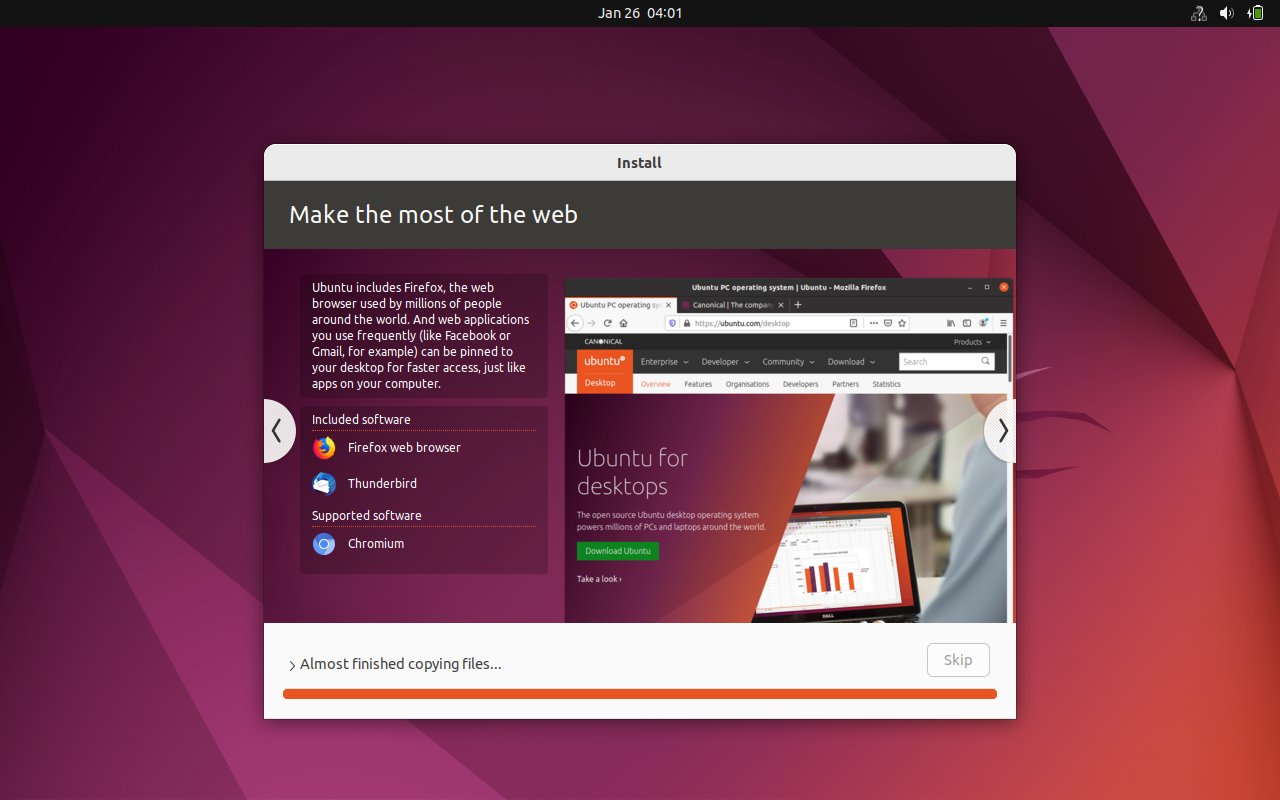 Jan 26 04:01
Install
Make the most of the web
Ubuntu includes Firefox, the web
browser used by millions of people
around the world. And web applications
you use frequently (like Facebook or
Gmail, for example) can be pinned to
your desktop for faster access, just like
apps on your computer.
Included software
Firefox web browser
Thunderbird
Supported software
Chromium
Ubuntu PC operating system | Ubuntu - Mozilla Firefox
Ubuntu PC operating sy
Canonical | The compan
https://ubuntu.com/desktop
CANONICAL
Products
ubuntu
Enterprise Developer Community Download
Search
Desktop
Overview Features Organisations Developers Partners Statistics
Ubuntu for
desktops
The open source Ubuntu desktop operating system
powers millions of PCs and laptops around the world.
Download Ubuntu
Take a look ›
DELL
Almost finished copying files...
Skip